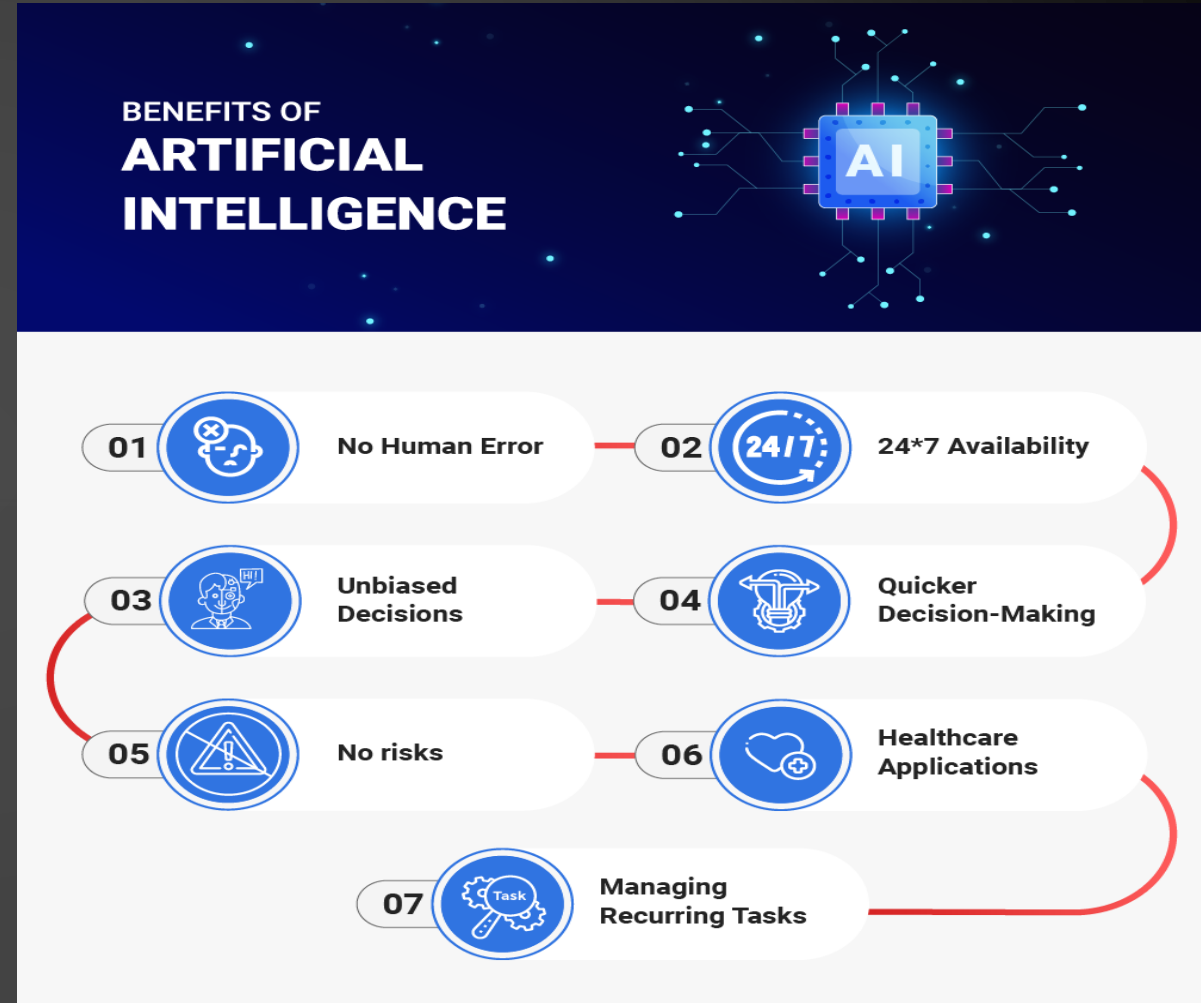 BENEFITS OF
ARTIFICIAL
INTELLIGENCE
AI
01
No Human Error
02
24/7
24*7 Availability
03
HI!
Unbiased
Decisions
04
Quicker
Decision-Making
05
No risks
06
Healthcare
Applications
07
Task
Managing
Recurring Tasks